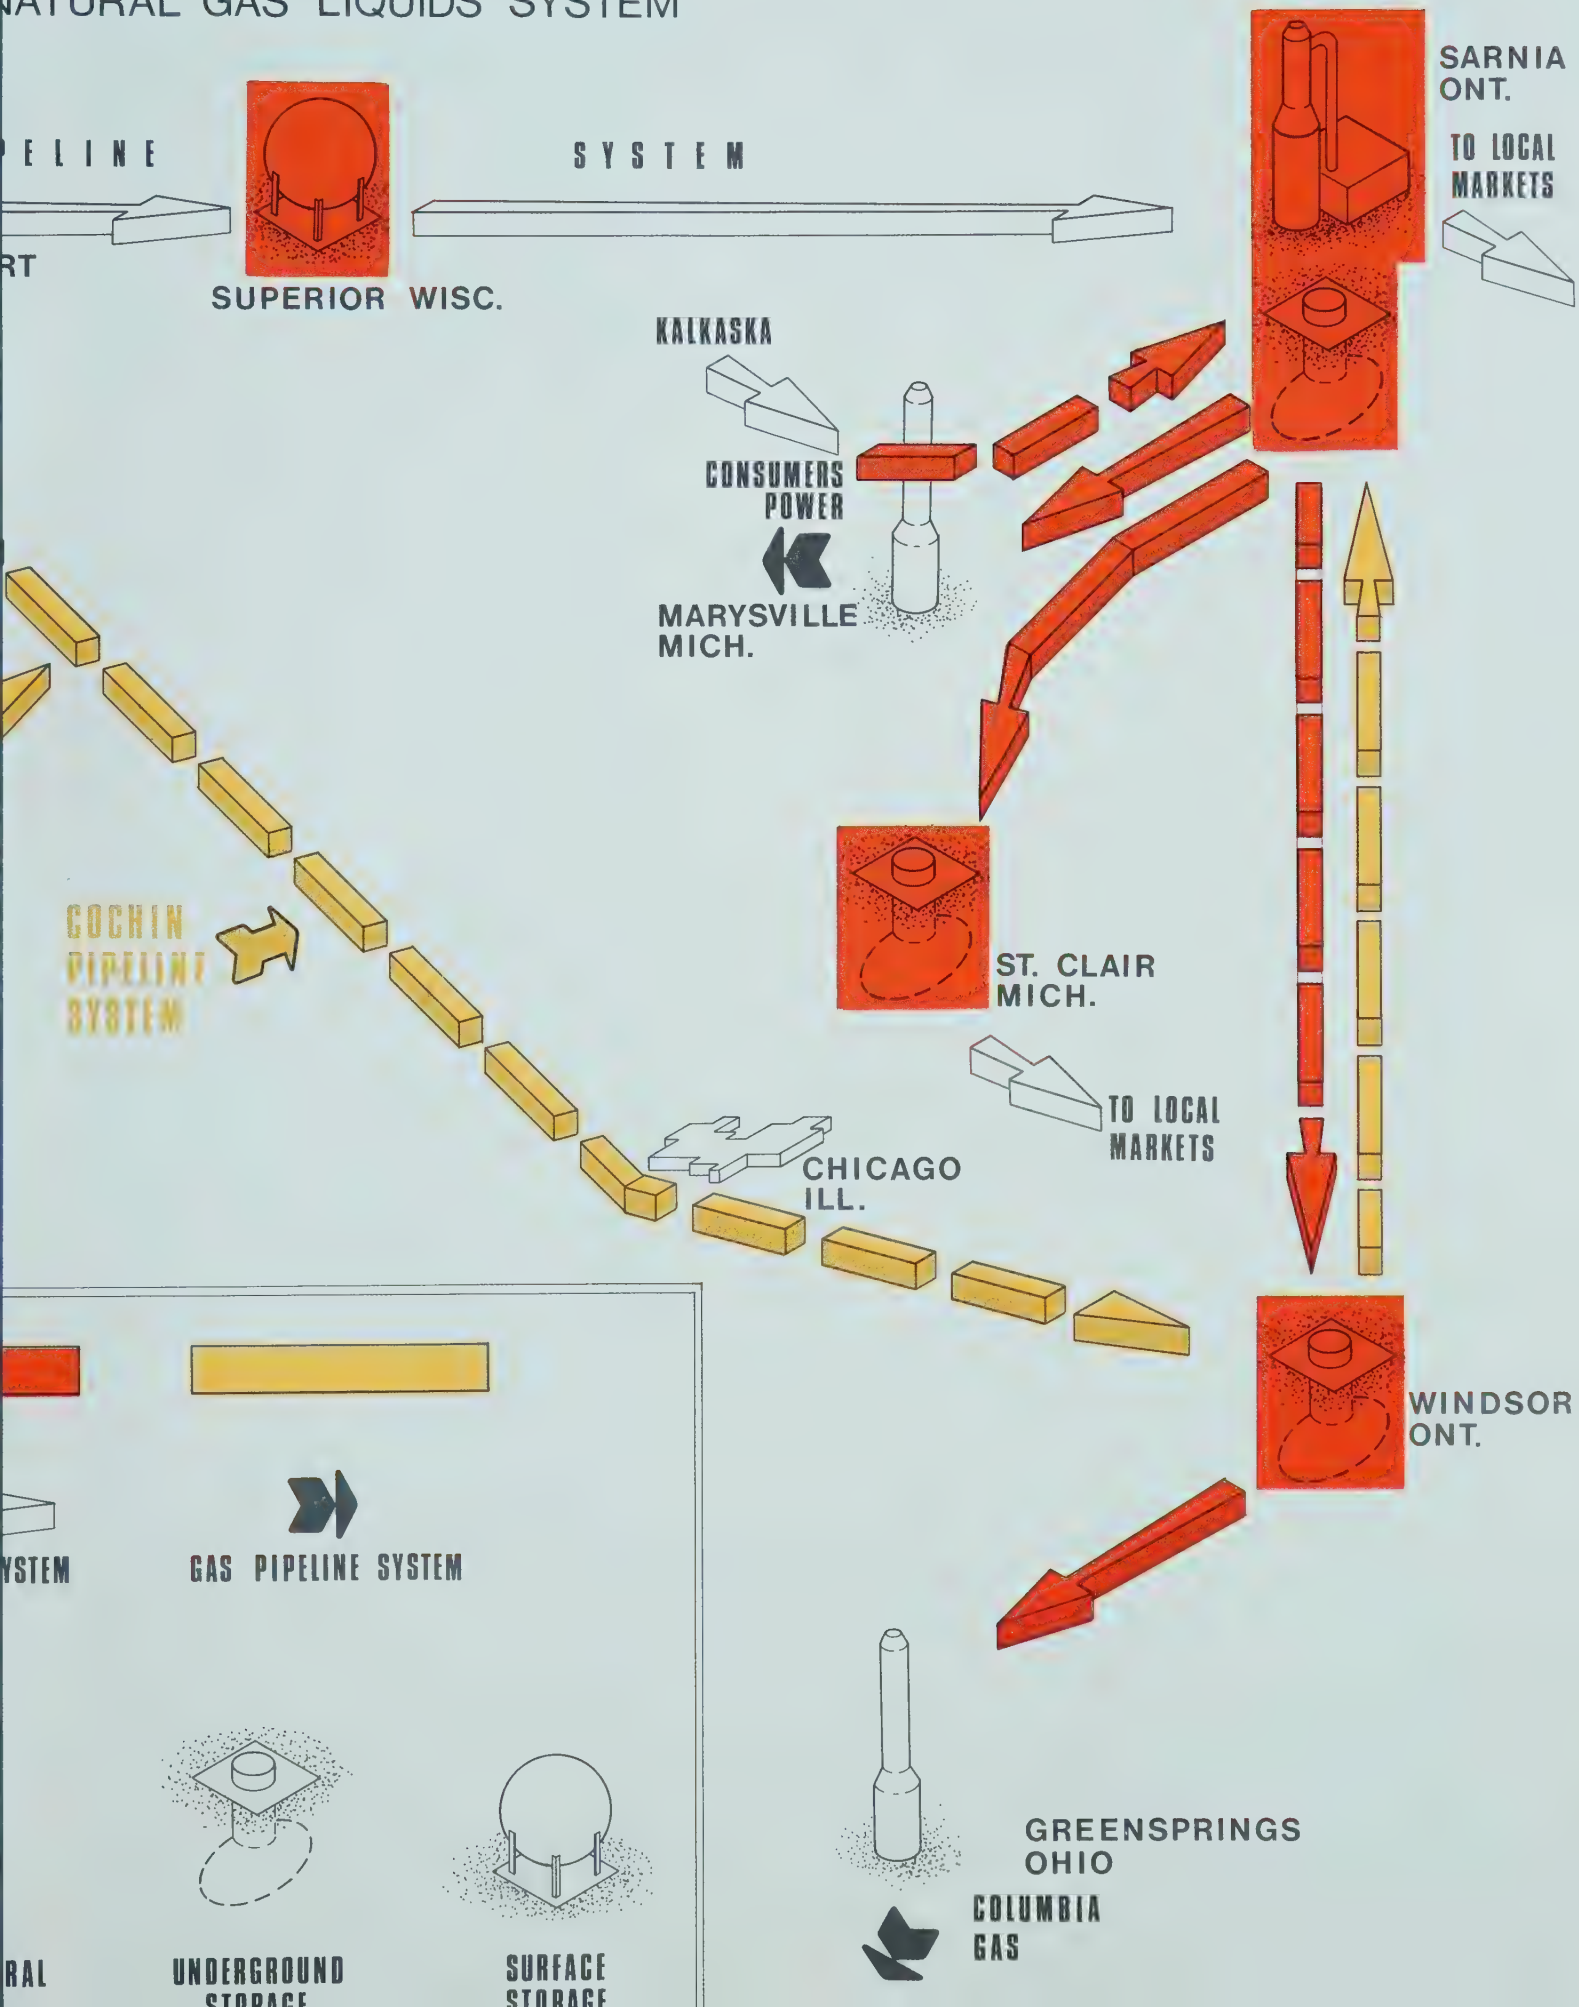 NATURAL GAS LIQUIDS SYSTEM
SARNIA
ONT.
TO LOCAL
MARKETS
PELINE
SYSTEM
RT
SUPERIOR WISC.
KALKASKA
CONSUMERS
POWER
MARYSVILLE
MICH.
COCHIN
PIPELINE
SYSTEM
ST. CLAIR
MICH.
TO LOCAL
MARKETS
CHICAGO
ILL.
WINDSOR
ONT.
YSTEM
GAS PIPELINE SYSTEM
GREENSPRINGS
OHIO
COLUMBIA
GAS
RAL
UNDERGROUND
STORAGE
SURFACE
STORAGE